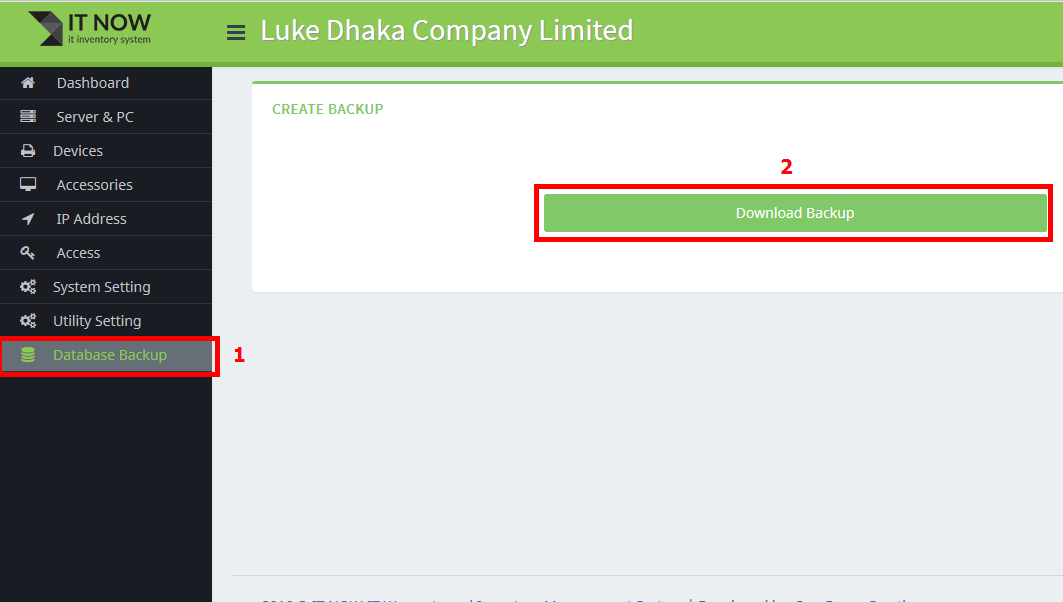 IT NOW
it inventory system
Luke Dhaka Company Limited
Dashboard
Server & PC
Devices
Accessories
IP Address
Access
System Setting
Utility Setting
Database Backup
1
CREATE BACKUP
2
Download Backup